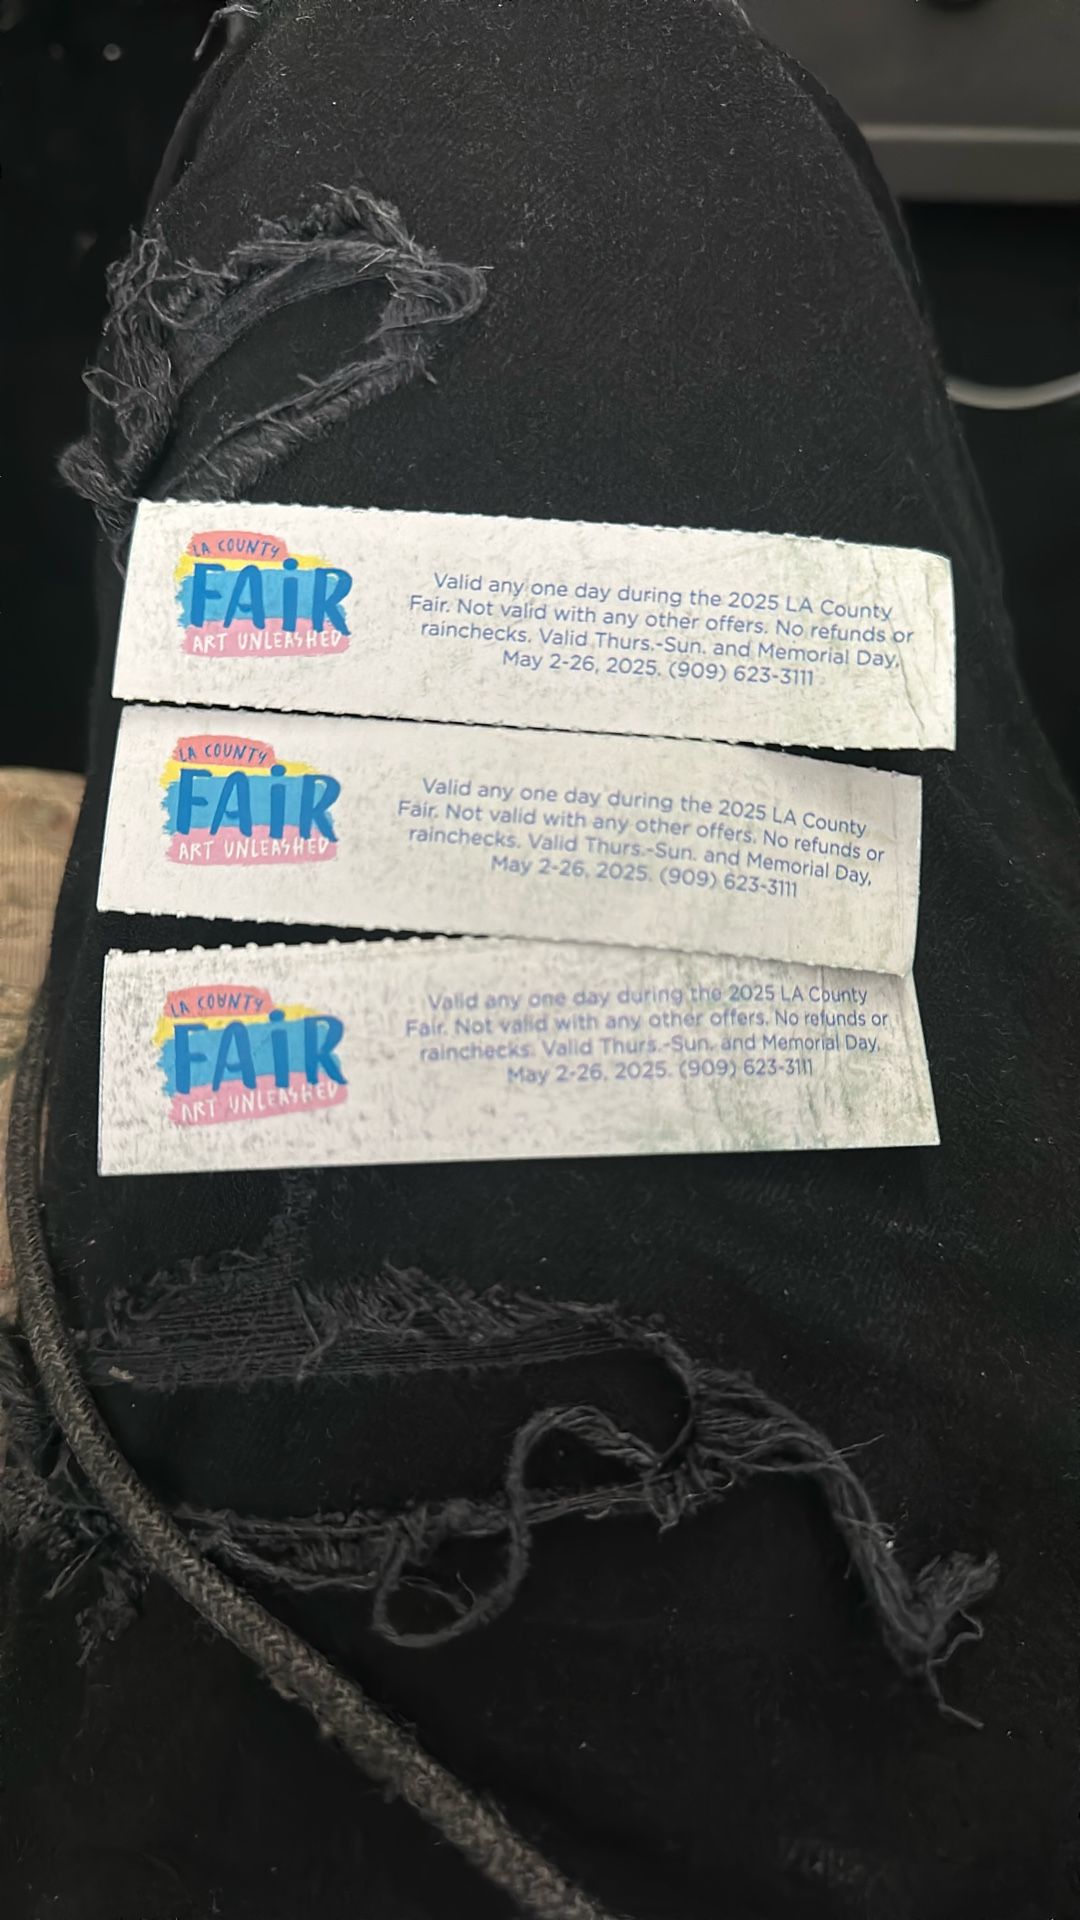 LA COUNTY
FAiR
ART UNLEASHED
Valid any one day during the 2025 LA County
Fair. Not valid with any other offers. No refunds or
rainchecks. Valid Thurs.-Sun. and Memorial Day,
May 2-26, 2025. (909) 623-3111
LA COUNTY
FAiR
ART UNLEASHED
Valid any one day during the 2025 LA County
Fair. Not valid with any other offers. No refunds or
rainchecks. Valid Thurs.-Sun. and Memorial Day,
May 2-26, 2025. (909) 623-3111
LA COUNTY
FAiR
ART UNLEASHED
Valid any one day during the 2025 LA County
Fair. Not valid with any other offers. No refunds or
rainchecks. Valid Thurs.-Sun. and Memorial Day,
May 2-26, 2025. (909) 623-3111